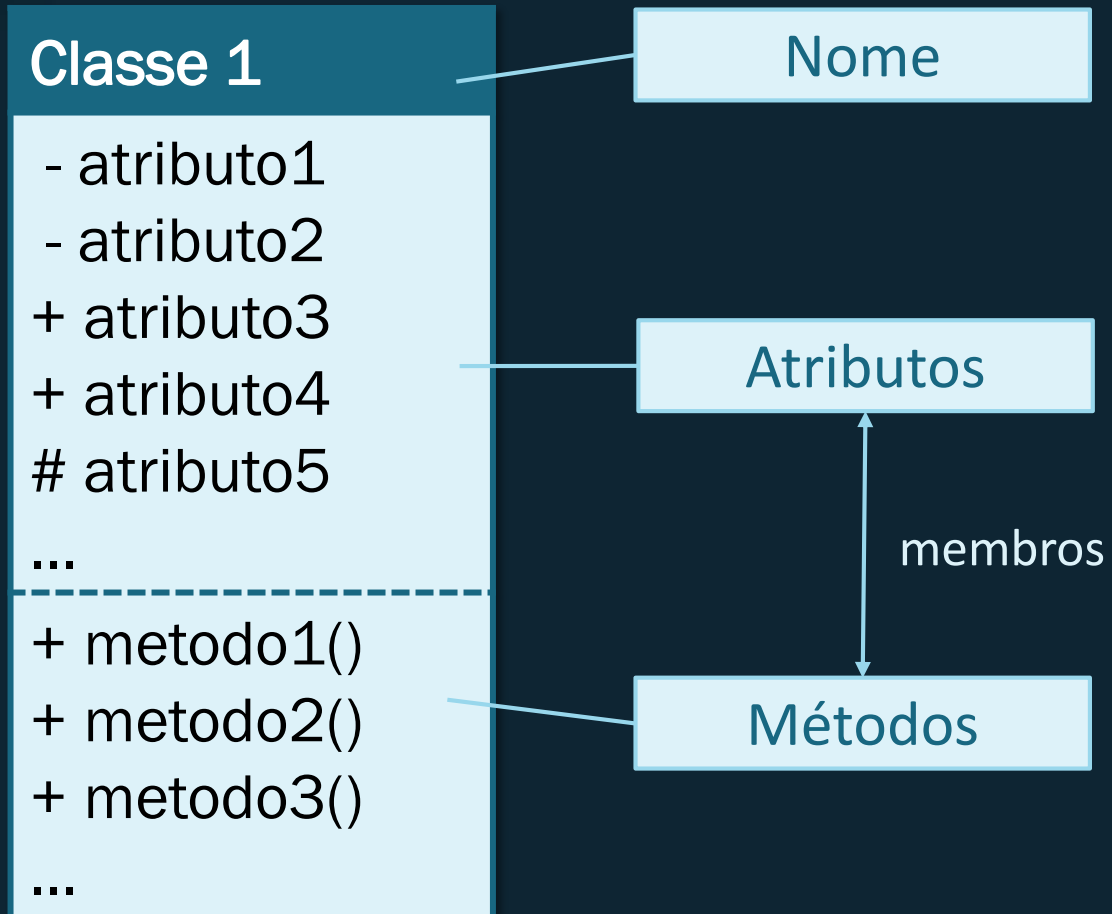 Classe 1
- atributo1
- atributo2
+ atributo3
+ atributo4
# atributo5
...
+ metodo1()
+ metodo2()
+ metodo3()
...
Nome
Atributos
membros
Métodos